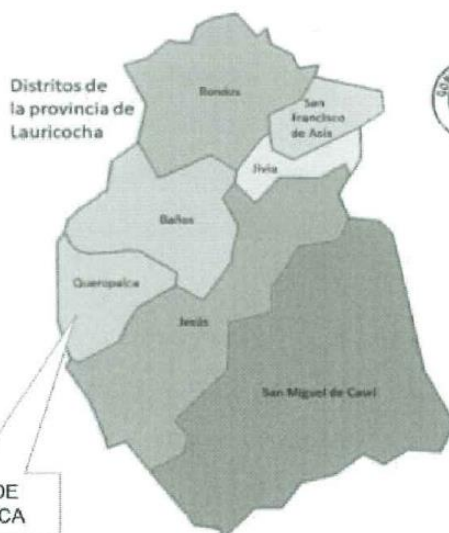 Distritos de
la provincia de
Lauricocha
Rondos
San
Francisco
de Asis
Jivia
Baños
Queropalca
Jesús
San Miguel de Cauri
DE
CA